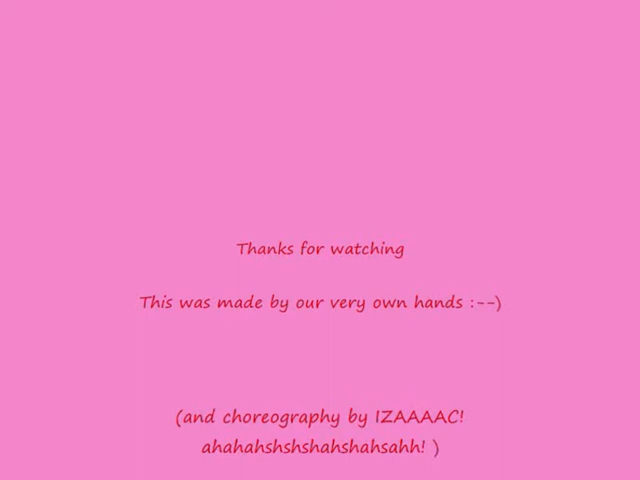 Thanks for watching
This was made by our very own hands :--)
(and choreography by IZAAAAC!
ahahahshshshahshahsahh! )